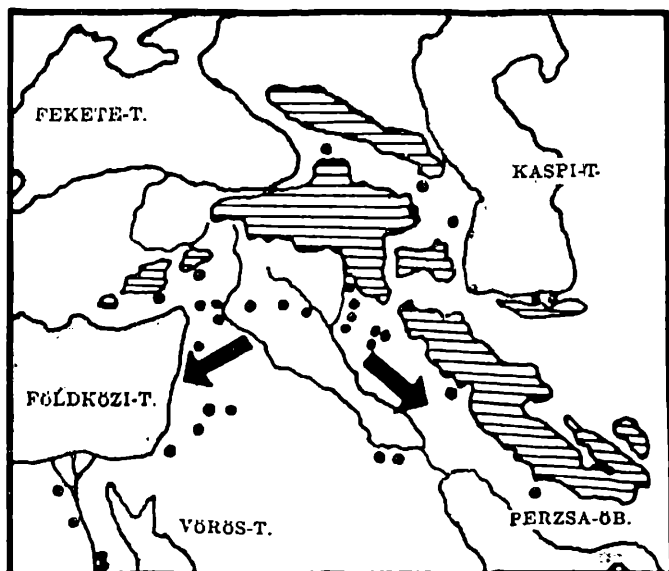 FEKETE-T.
KASPI-T.
FÖLDKÖZI-T.
VÖRÖS-T.
PERZSA-ÖB.